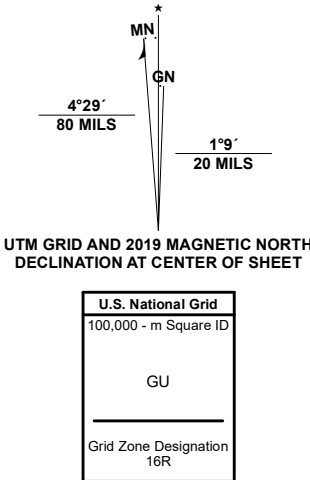 MN
GN
4°29´
80 MILS
1°9´
20 MILS
UTM GRID AND 2019 MAGNETIC NORTH
DECLINATION AT CENTER OF SHEET
U.S. National Grid
100,000 - m Square ID
GU
Grid Zone Designation
16R